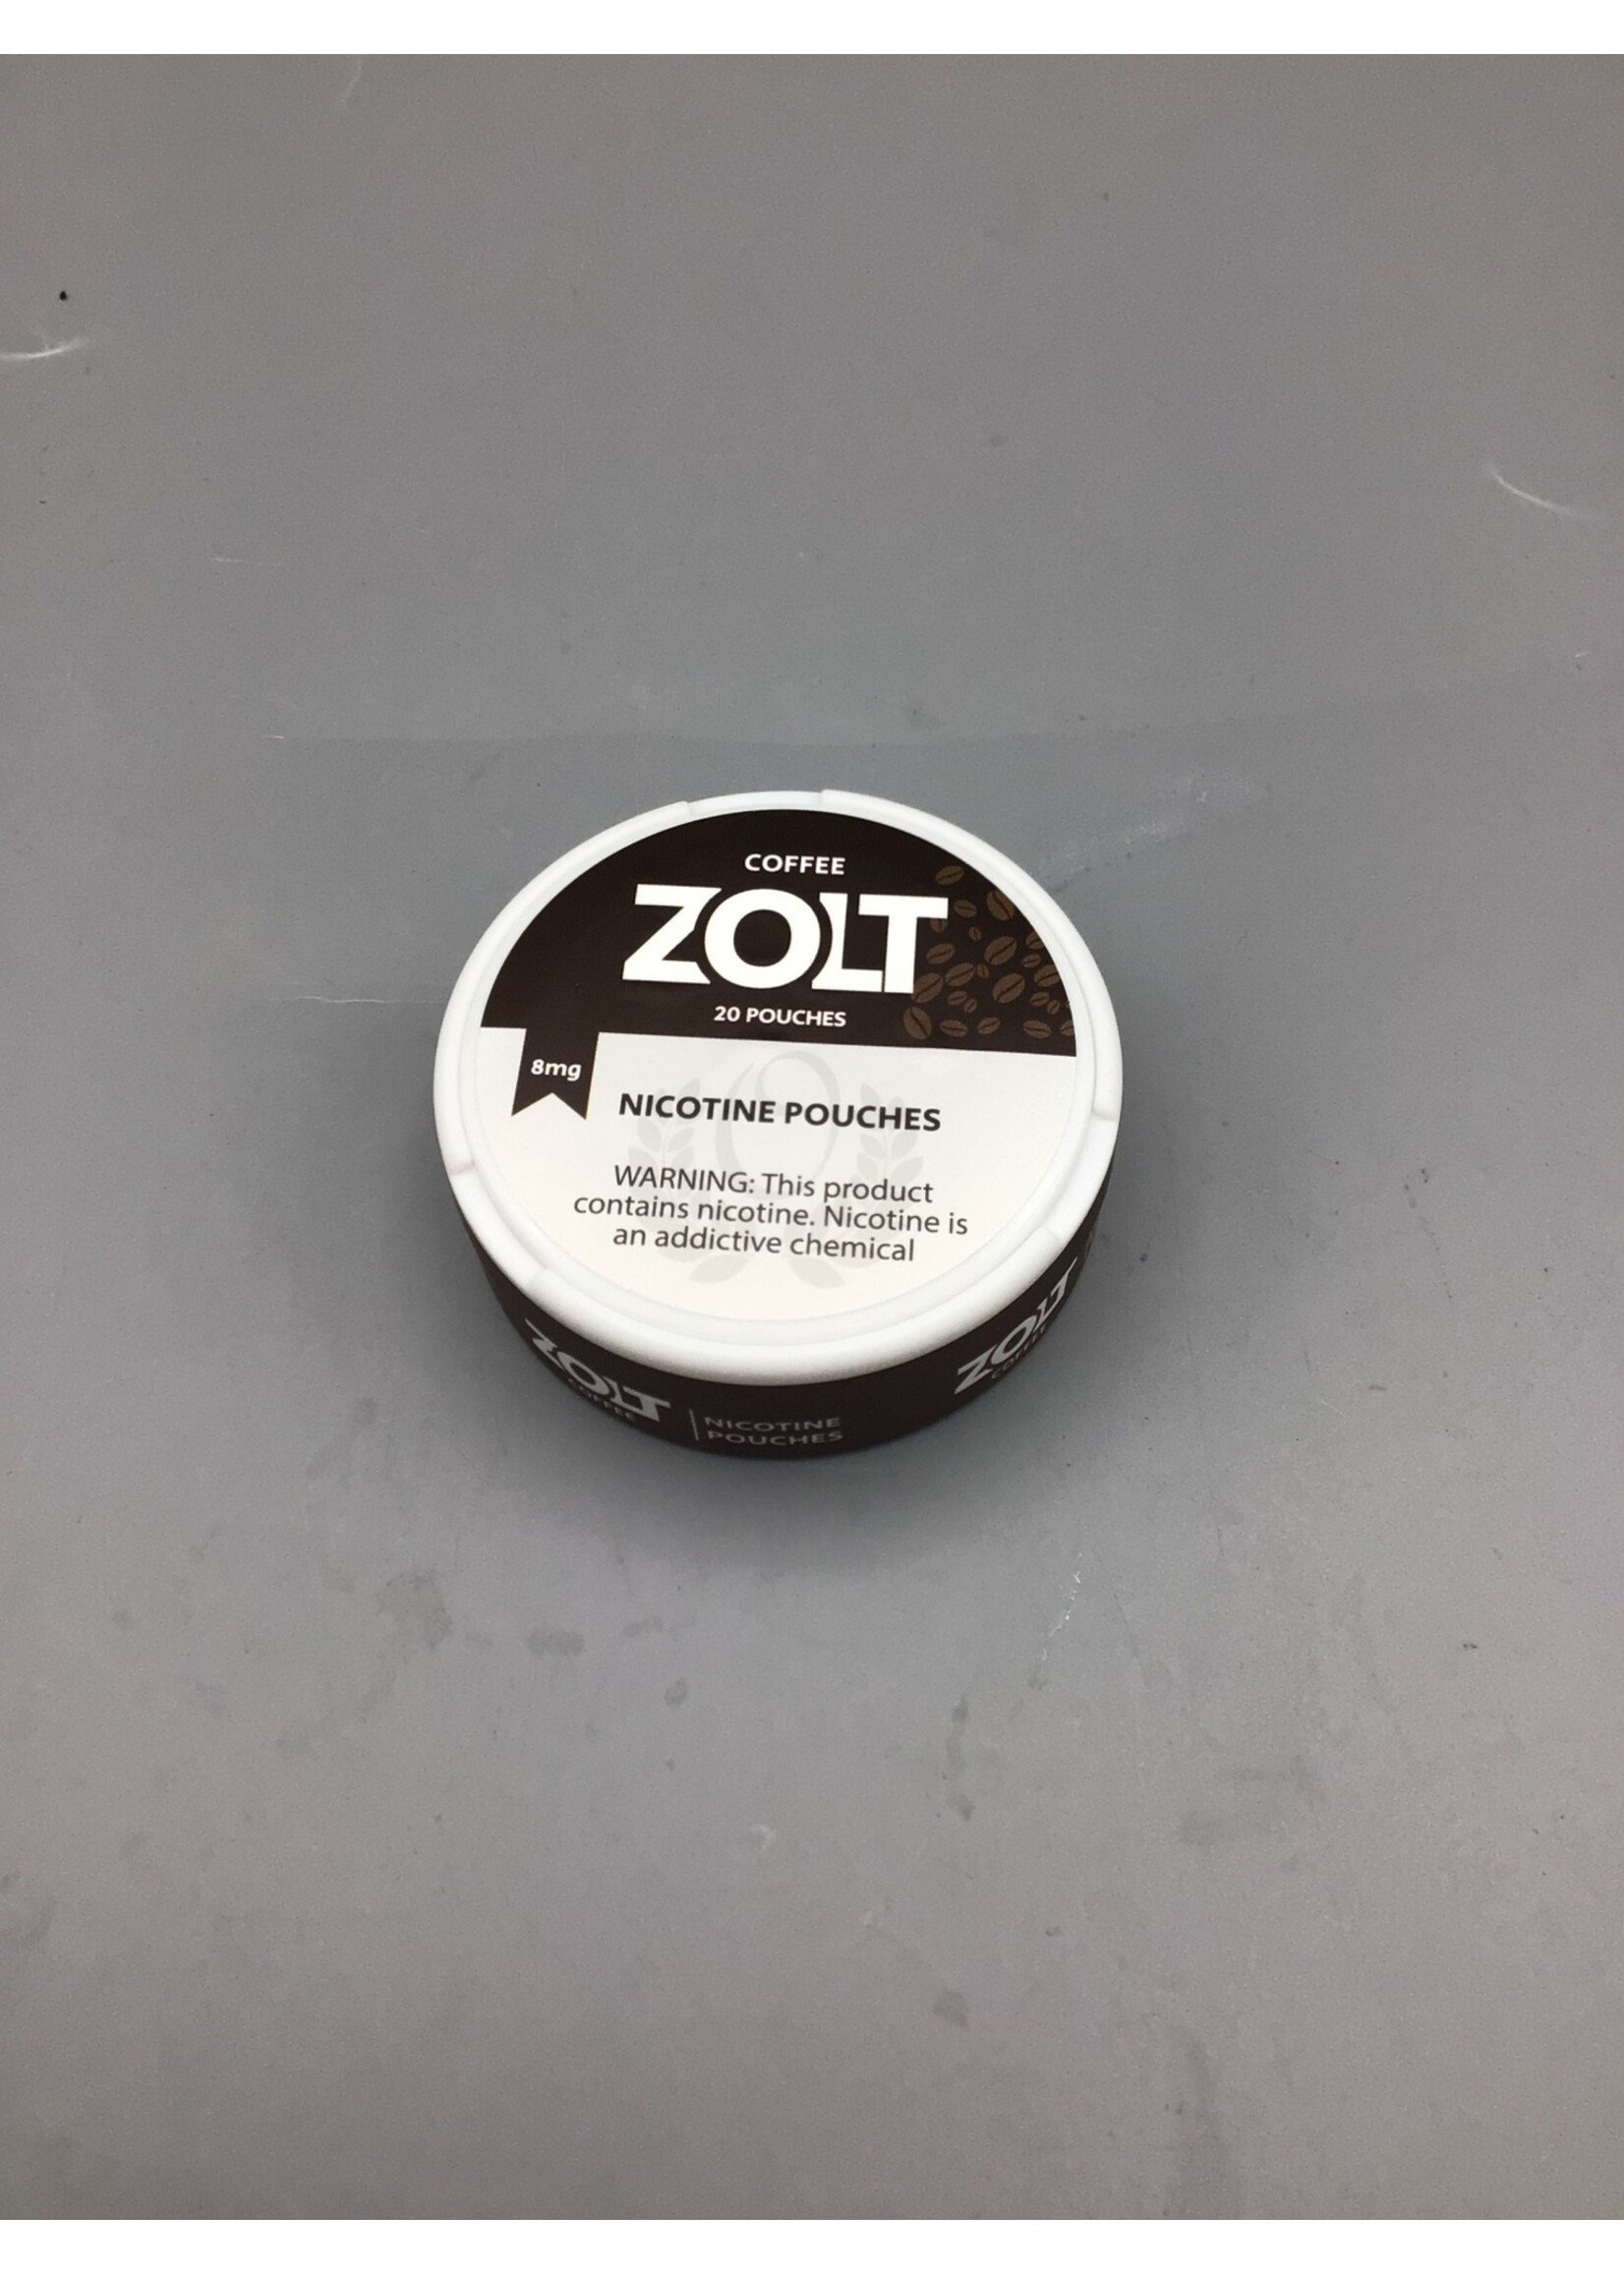 COFFEE
ZOLT
20 POUCHES
8mg
NICOTINE POUCHES
WARNING: This product
contains nicotine. Nicotine is
an addictive chemical
ZOLT
COFFEE
NICOTINE
POUCHES
ZOLT
COFFEE